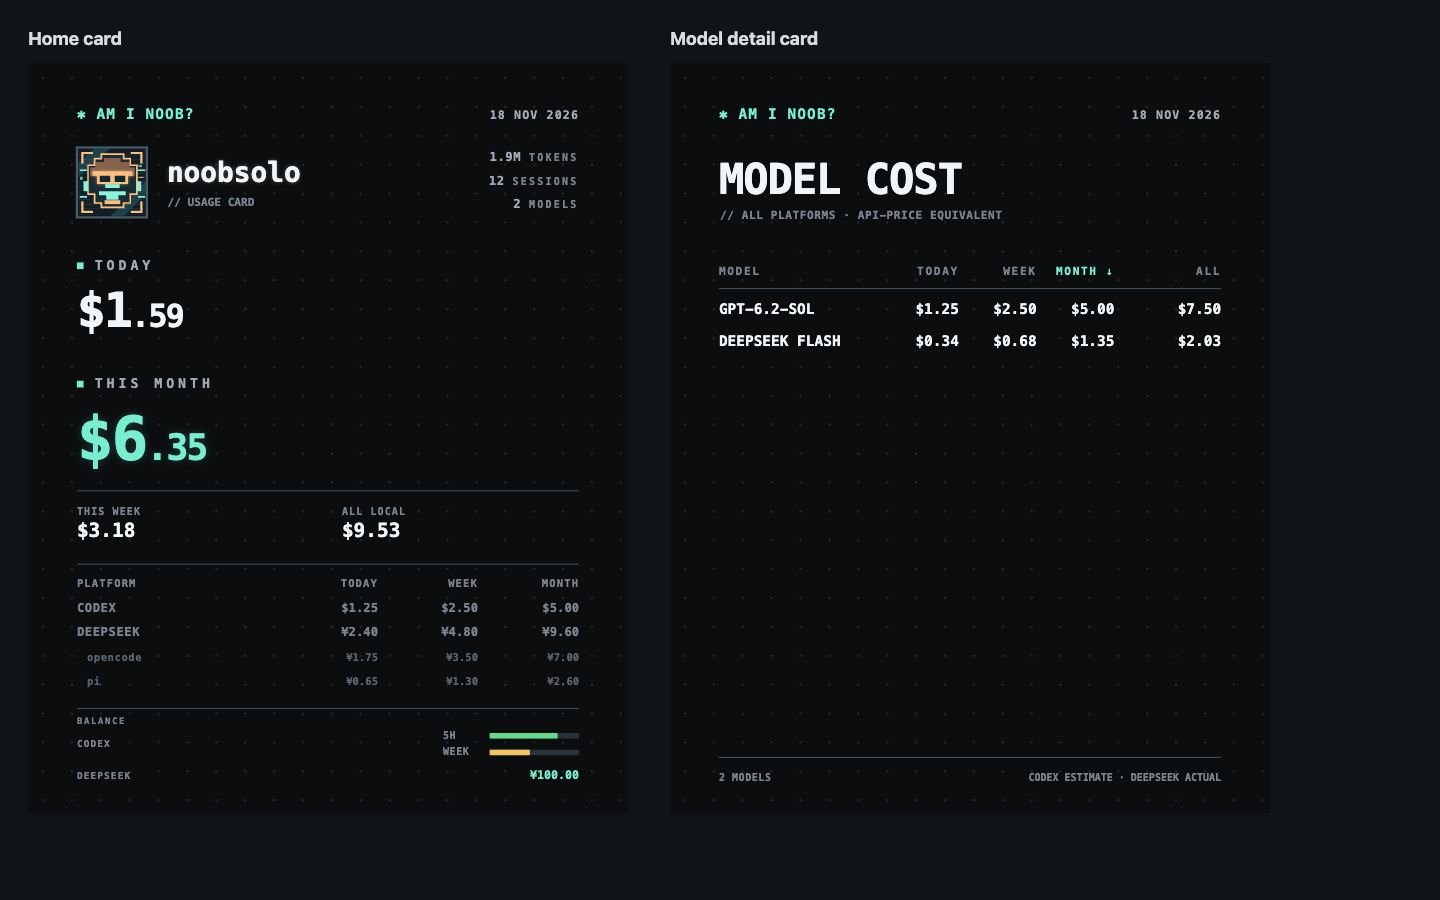 Home card
✱ AM I NOOB?
18 NOV 2026
noobsolo
// USAGE CARD
1.9M TOKENS
12 SESSIONS
2 MODELS
TODAY
$1.59
THIS MONTH
$6.35
THIS WEEK
$3.18
ALL LOCAL
$9.53
PLATFORM TODAY WEEK MONTH
CODEX $1.25 $2.50 $5.00
DEEPSEEK ¥2.40 ¥4.80 ¥9.60
opencode ¥1.75 ¥3.50 ¥7.00
pi ¥0.65 ¥1.30 ¥2.60
BALANCE
CODEX
5H
WEEK
DEEPSEEK ¥100.00
Model detail card
✱ AM I NOOB?
18 NOV 2026
MODEL COST
// ALL PLATFORMS · API-PRICE EQUIVALENT
MODEL TODAY WEEK MONTH ↓ ALL
GPT-6.2-SOL $1.25 $2.50 $5.00 $7.50
DEEPSEEK FLASH $0.34 $0.68 $1.35 $2.03
2 MODELS
CODEX ESTIMATE · DEEPSEEK ACTUAL